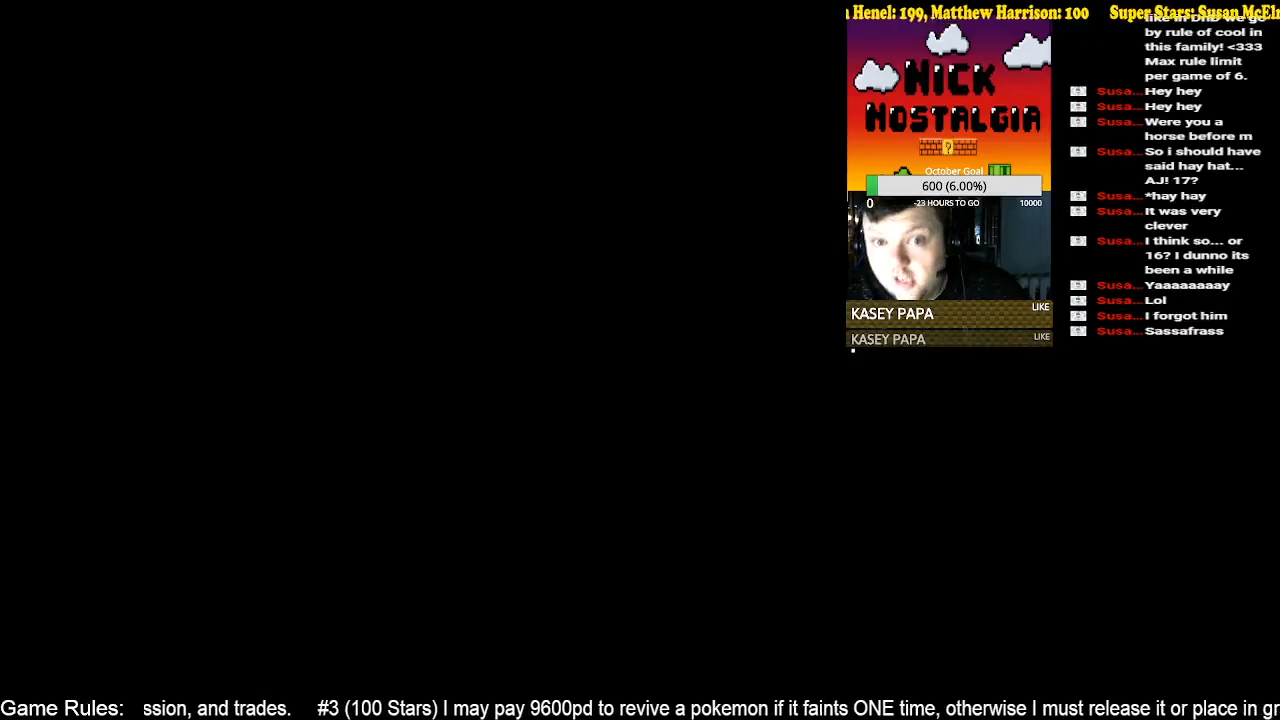 Henel: 199, Matthew Harrison: 100 Super Stars: Susan
like in DnD we go
by rule of cool in
this family! <333
Max rule limit
per game of 6.
NICK
NOSTALGIA
?
October Goal
600 (6.00%)
0 -23 HOURS TO GO 10000
KASEY PAPA LIKE
KASEY PAPA LIKE
Susa... Hey hey
Susa... Hey hey
Susa... Were you a
horse before m
Susa... So i should have
said hay hat...
AJ! 17?
Susa... *hay hay
Susa... It was very
clever
Susa... I think so... or
16? I dunno its
been a while
Susa... Yaaaaaaaay
Susa... Lol
Susa... I forgot him
Susa... Sassafrass
Game Rules: ssion, and trades. #3 (100 Stars) I may pay 9600pd to revive a pokemon if it faints ONE time, otherwise I must release it or place in gr